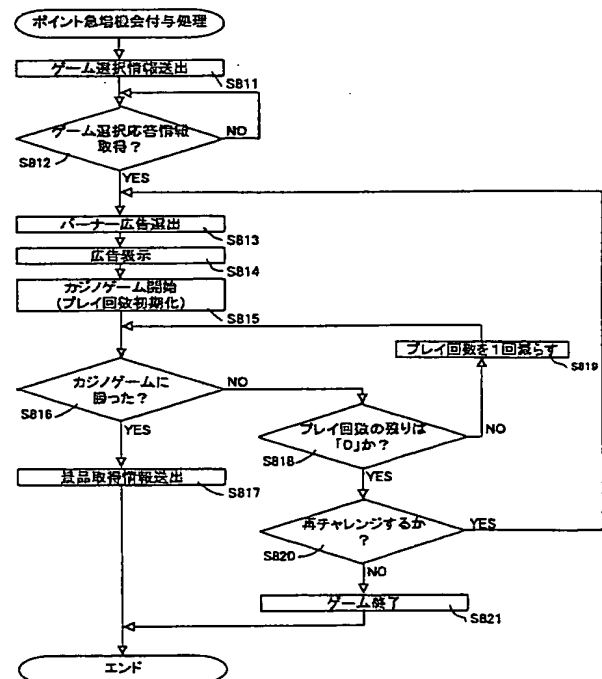 ポイント急増機会付与処理
ゲーム選択情報送出
S811
ゲーム選択応答情報
取得？
NO
S812
YES
バーナー広告選出
S813
広告表示
S814
カジノゲーム開始
(プレイ回数初期化)
S815
プレイ回数を1回減らす
S819
カジノゲームに
勝った？
NO
S816
YES
プレイ回数の残りは
「0」か？
NO
S818
YES
景品取得情報送出
S817
再チャレンジするか
？
YES
S820
NO
ゲーム終了
S821
エンド